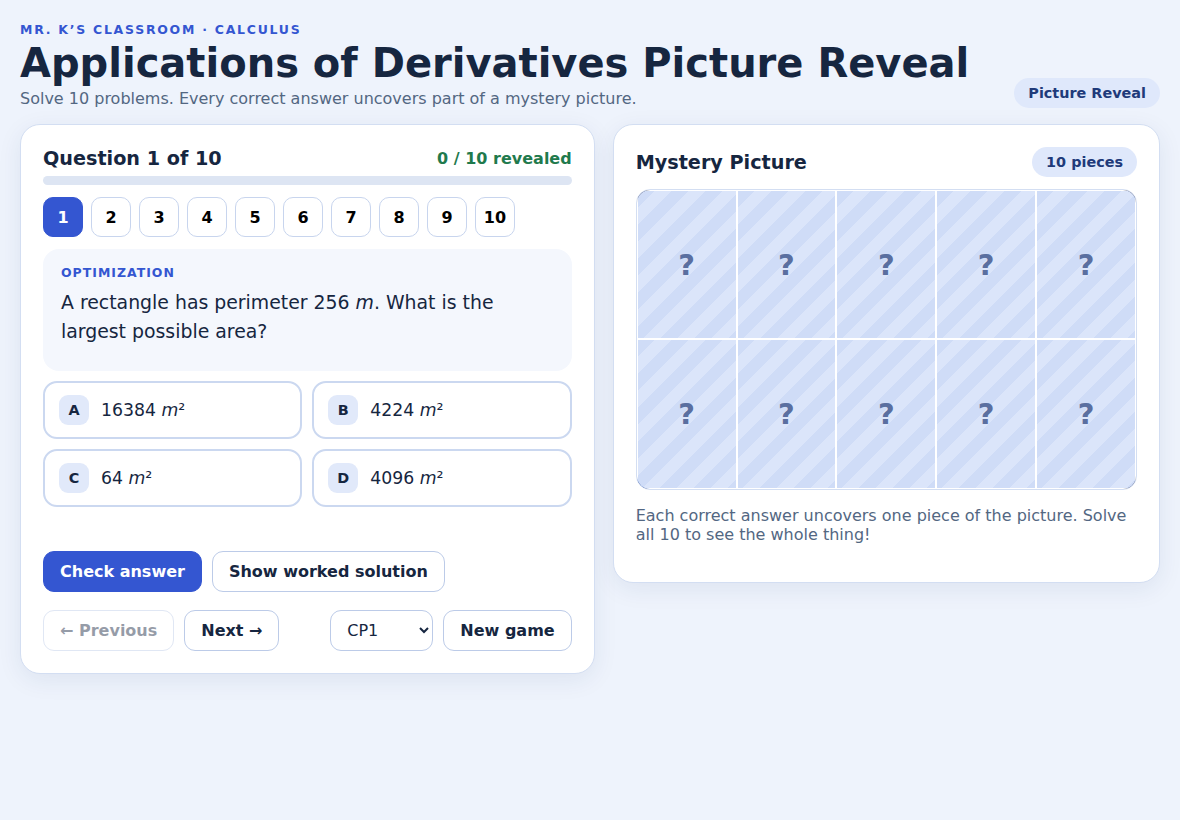 MR. K’S CLASSROOM · CALCULUS
Applications of Derivatives Picture Reveal
Solve 10 problems. Every correct answer uncovers part of a mystery picture.
Picture Reveal
Question 1 of 10
0 / 10 revealed
1 2 3 4 5 6 7 8 9 10
OPTIMIZATION
A rectangle has perimeter 256 m. What is the
largest possible area?
A 16384 m²
B 4224 m²
C 64 m²
D 4096 m²
Check answer
Show worked solution
← Previous
Next →
CP1
New game
Mystery Picture
10 pieces
? ? ? ? ?
? ? ? ? ?
Each correct answer uncovers one piece of the picture. Solve
all 10 to see the whole thing!